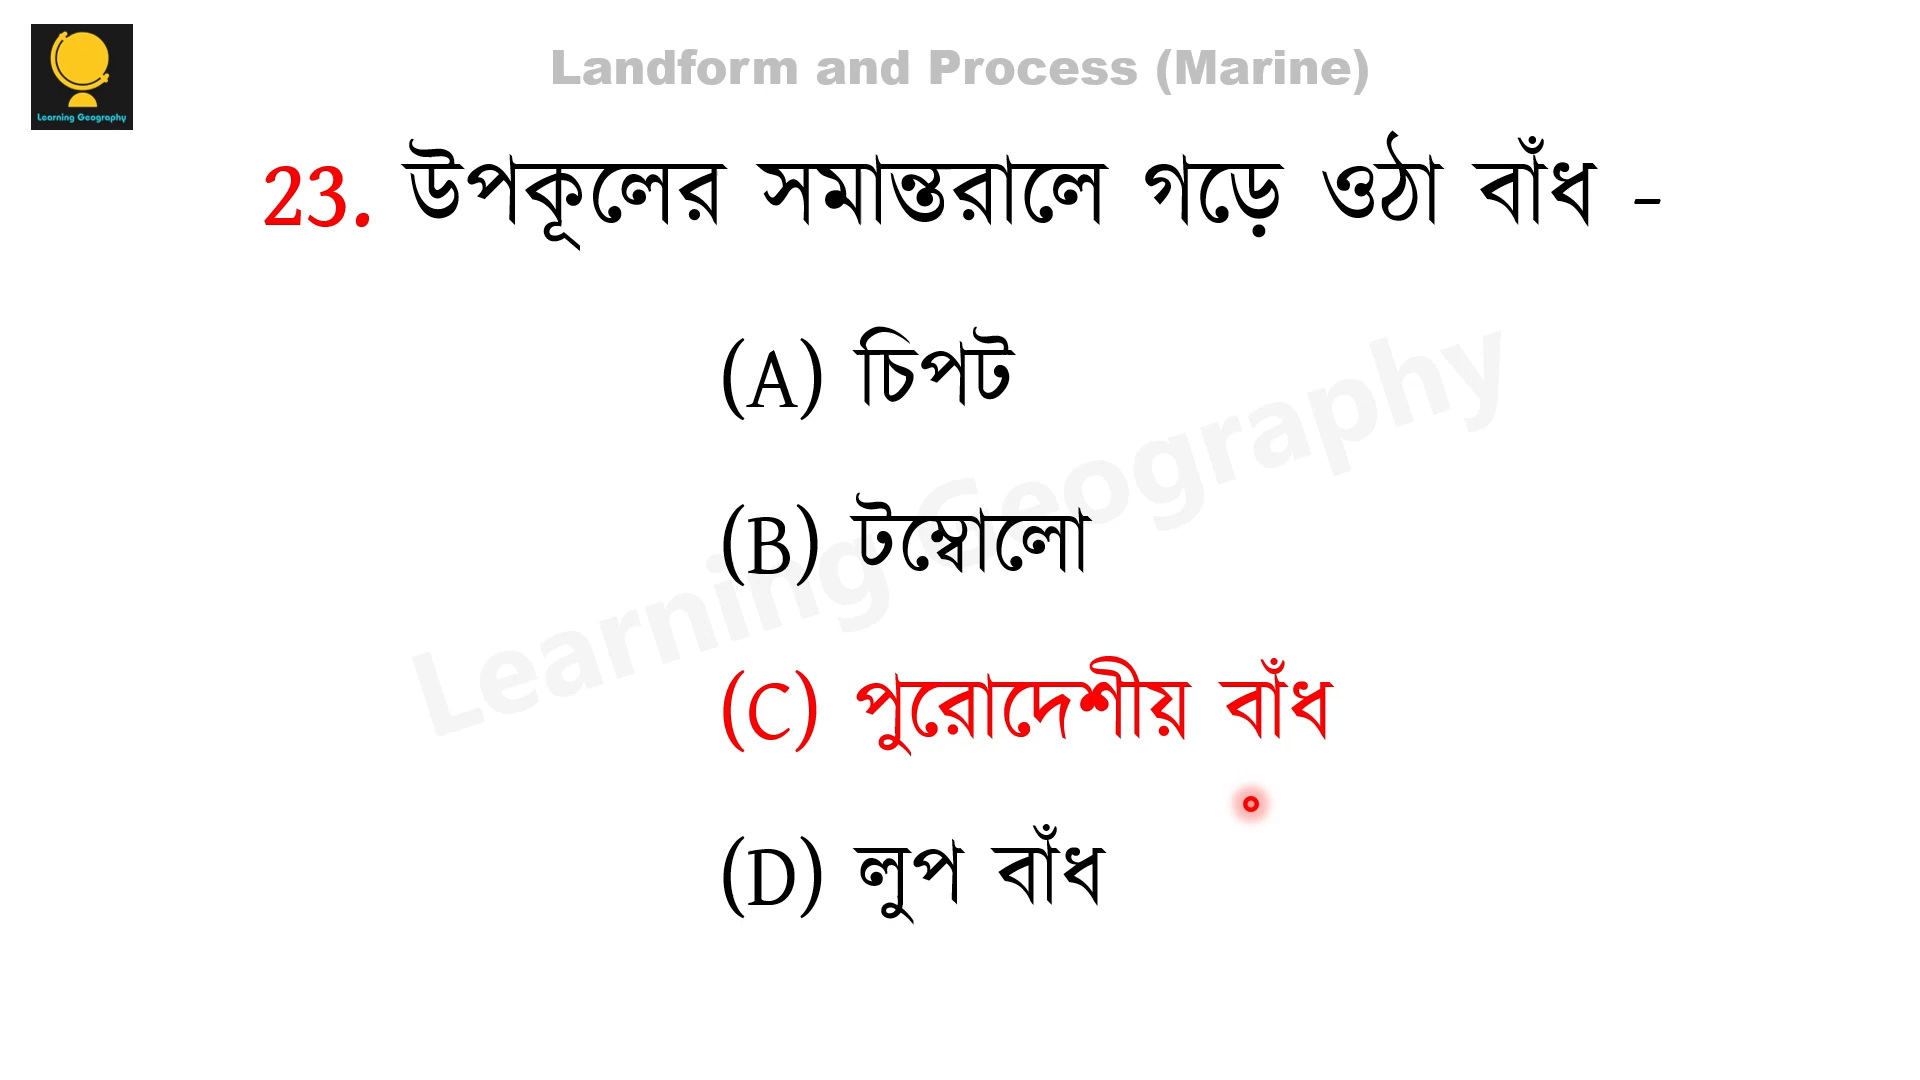 Learning Geography
Landform and Process (Marine)
23. উপকূলের সমান্তরালে গড়ে ওঠা বাঁধ -
(A) চিপট
(B) টম্বোলো
(C) পুরোদেশীয় বাঁধ
(D) লুপ বাঁধ
Learning Geography